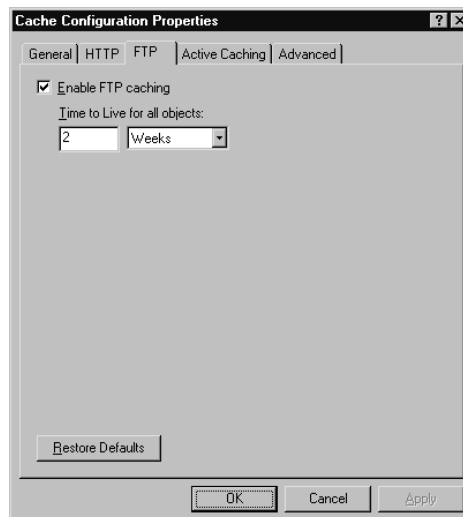 Cache Configuration Properties
General HTTP FTP Active Caching Advanced
Enable FTP caching
Time to Live for all objects:
2 Weeks
Restore Defaults
OK Cancel Apply